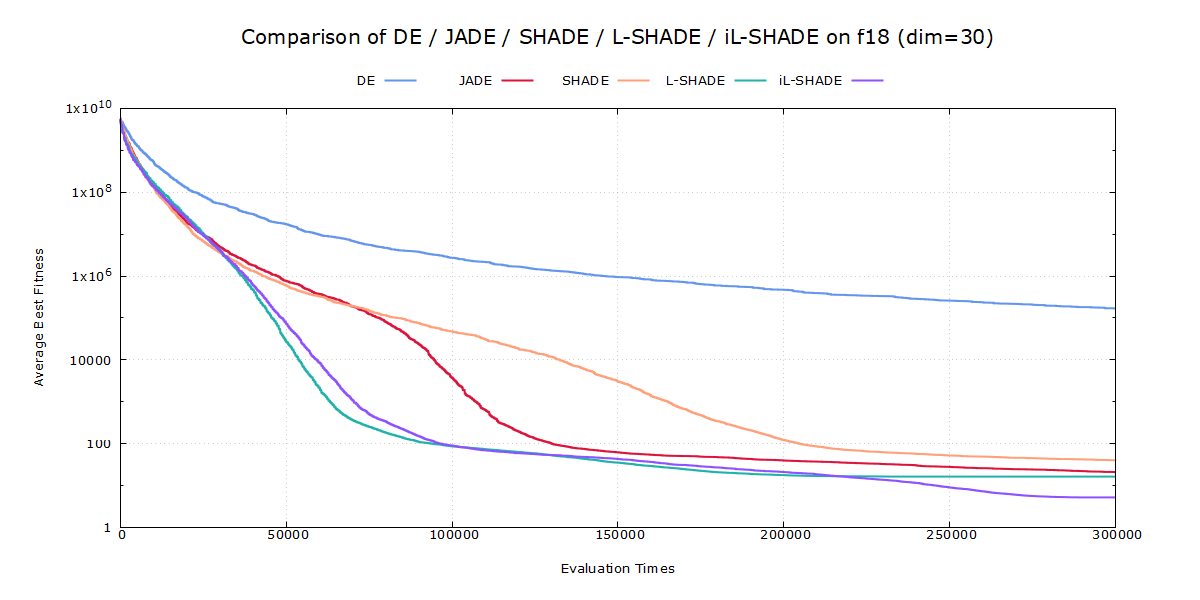 Comparison of DE / JADE / SHADE / L-SHADE / iL-SHADE on f18 (dim=30)
DE JADE SHADE L-SHADE iL-SHADE
1x10^10
1x10^8
1x10^6
10000
100
1
Average Best Fitness
0 50000 100000 150000 200000 250000 300000
Evaluation Times